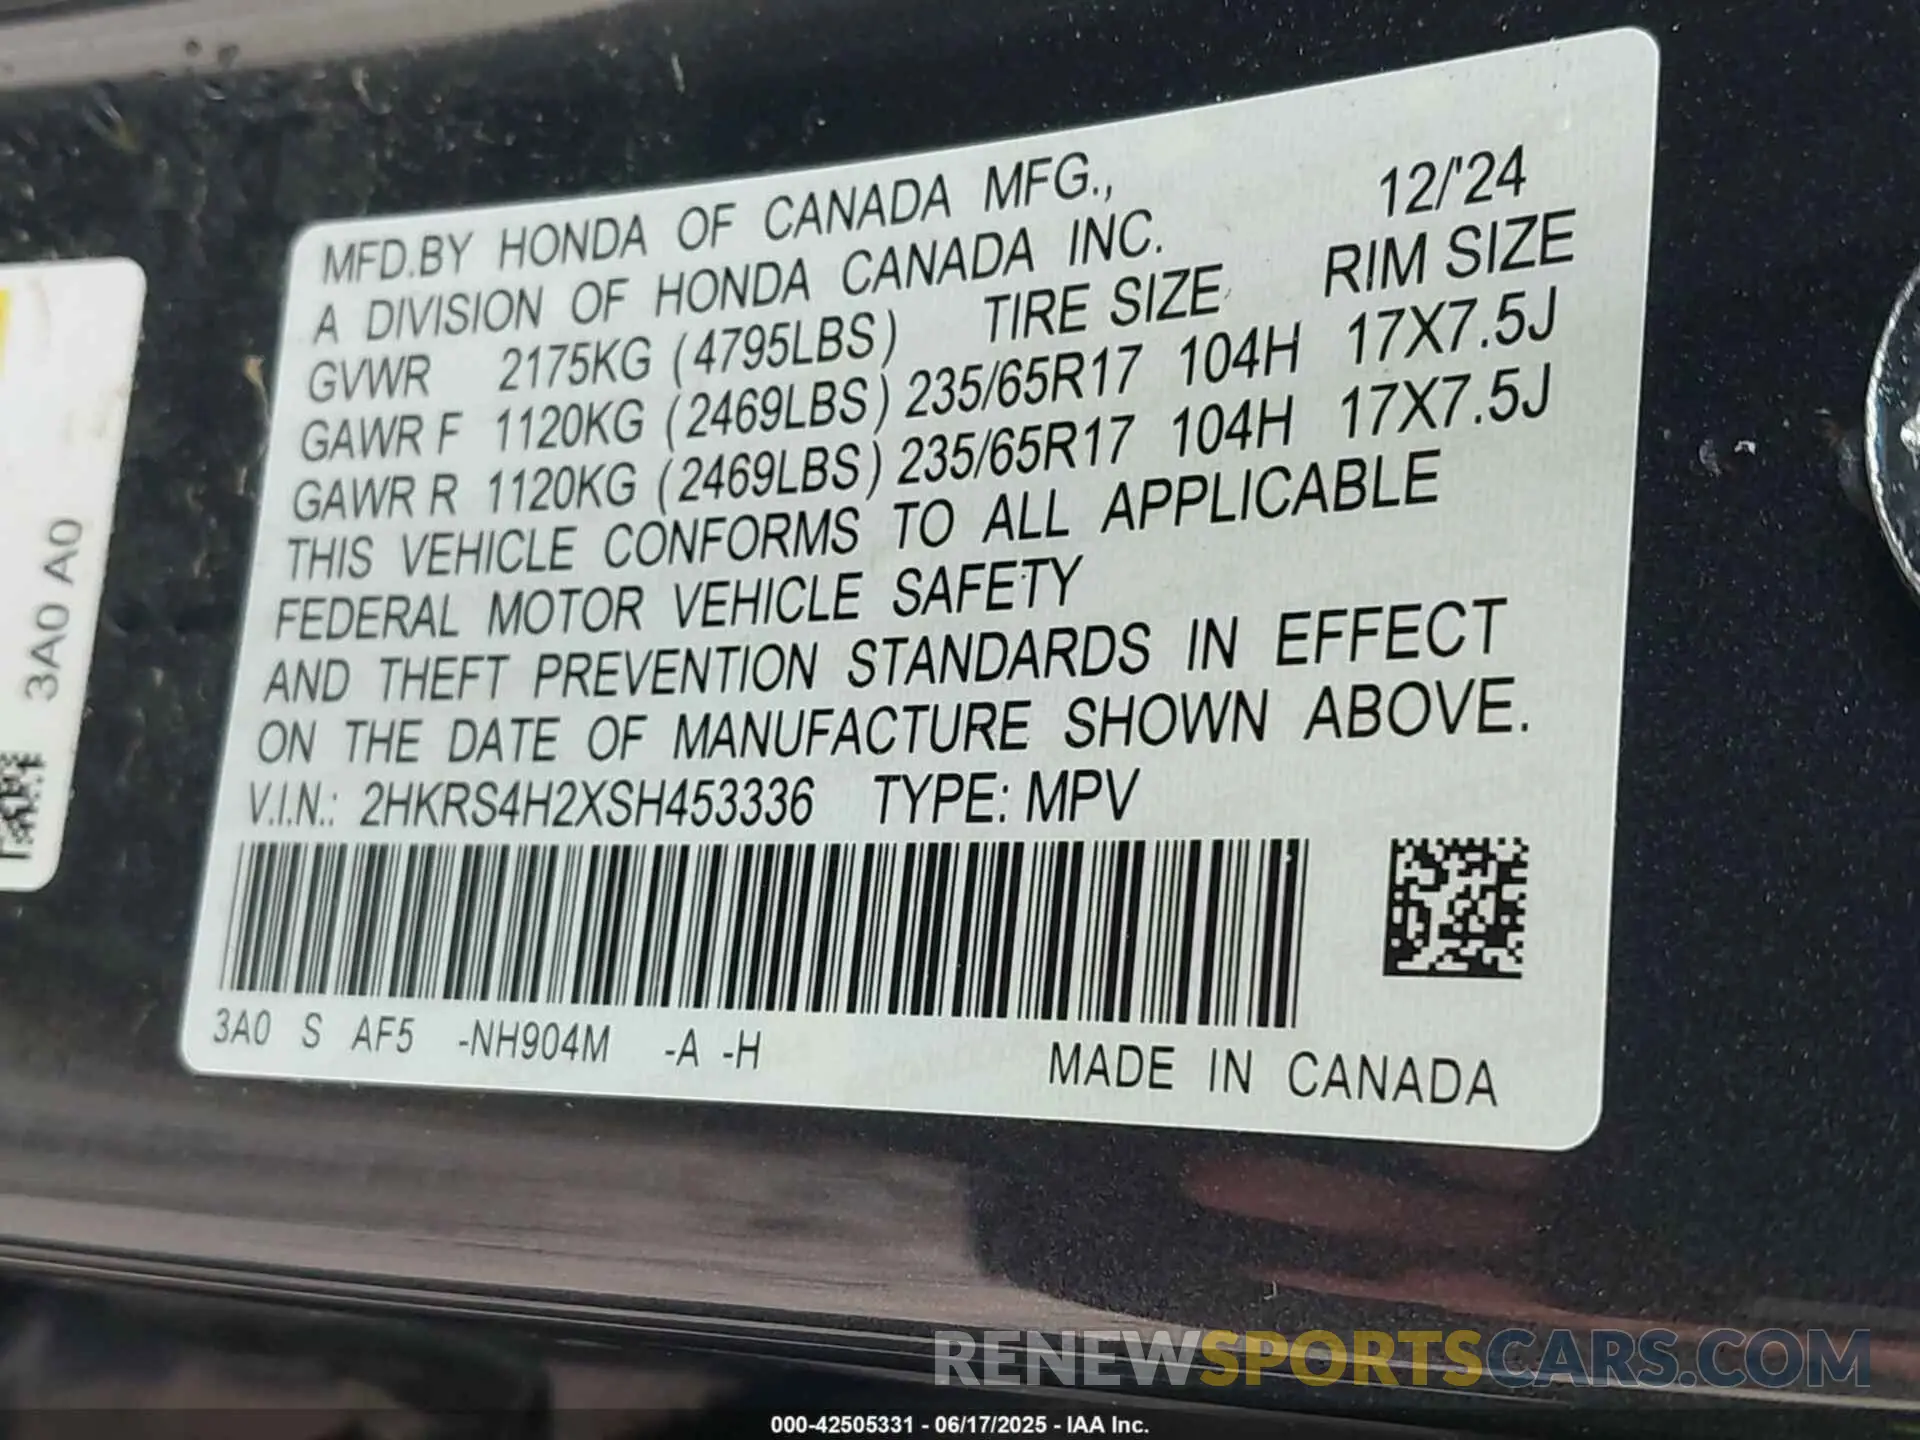 MFD.BY HONDA OF CANADA MFG., 12/'24
A DIVISION OF HONDA CANADA INC.
TIRE SIZE RIM SIZE
GVWR 2175KG (4795LBS)
GAWR F 1120KG (2469LBS) 235/65R17 104H 17X7.5J
GAWR R 1120KG (2469LBS) 235/65R17 104H 17X7.5J
THIS VEHICLE CONFORMS TO ALL APPLICABLE
FEDERAL MOTOR VEHICLE SAFETY
AND THEFT PREVENTION STANDARDS IN EFFECT
ON THE DATE OF MANUFACTURE SHOWN ABOVE.
V.I.N.: 2HKRS4H2XSH453336 TYPE: MPV
3A0 S AF5 -NH904M -A -H
MADE IN CANADA
3A0 A0
RENEWSPORTSCARS.COM
000-42505331 - 06/17/2025 - IAA Inc.